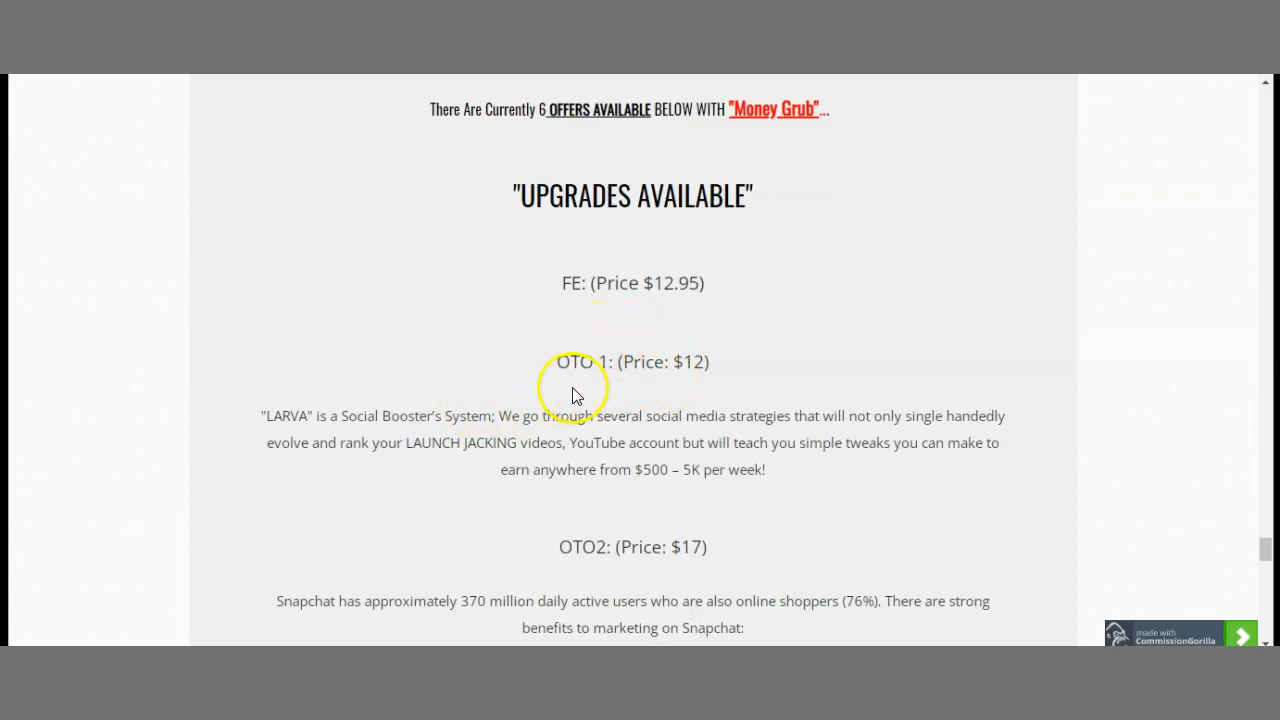 There Are Currently 6 OFFERS AVAILABLE BELOW WITH "Money Grub"...
"UPGRADES AVAILABLE"
FE: (Price $12.95)
OTO 1: (Price: $12)
"LARVA" is a Social Booster’s System; We go through several social media strategies that will not only single handedly
evolve and rank your LAUNCH JACKING videos, YouTube account but will teach you simple tweaks you can make to
earn anywhere from $500 – 5K per week!
OTO2: (Price: $17)
Snapchat has approximately 370 million daily active users who are also online shoppers (76%). There are strong
benefits to marketing on Snapchat:
made with
CommissionGorilla